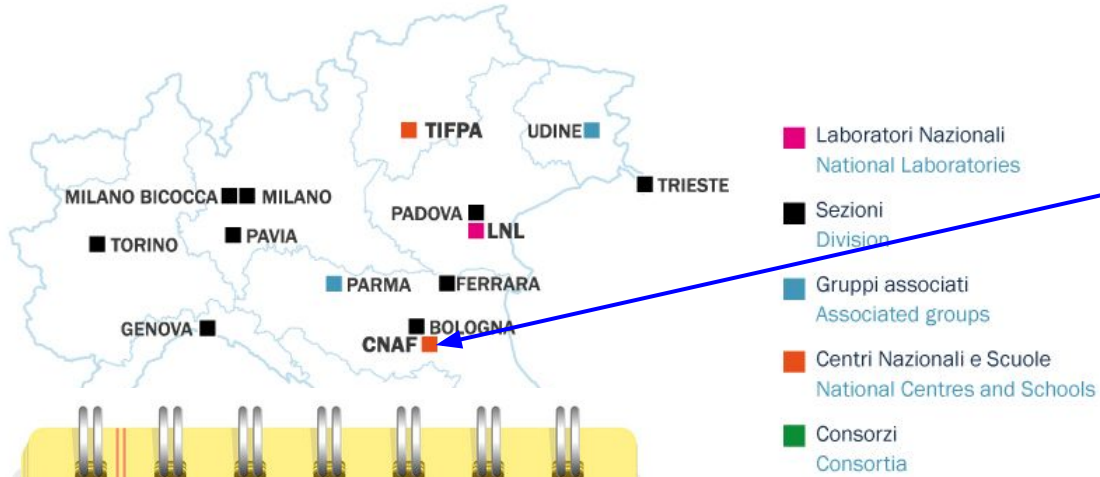 TIFPA
UDINE
MILANO BICOCCA
MILANO
TRIESTE
PADOVA
LNL
TORINO
PAVIA
PARMA
FERRARA
GENOVA
BOLOGNA
CNAF
Laboratori Nazionali
National Laboratories
Sezioni
Division
Gruppi associati
Associated groups
Centri Nazionali e Scuole
National Centres and Schools
Consorzi
Consortia